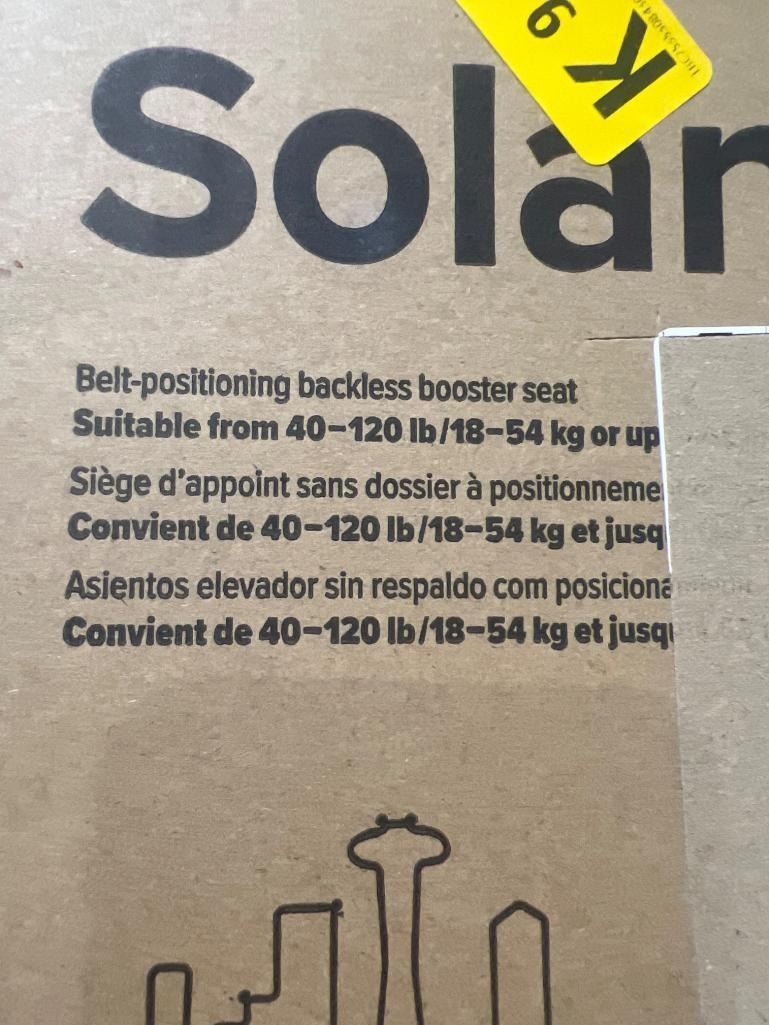 K 9
Solar
Belt-positioning backless booster seat
Suitable from 40–120 lb/18–54 kg or up
Siège d'appoint sans dossier à positionneme
Convient de 40–120 lb/18–54 kg et jusq
Asientos elevador sin respaldo com posiciona
Convient de 40–120 lb/18–54 kg et jusqu